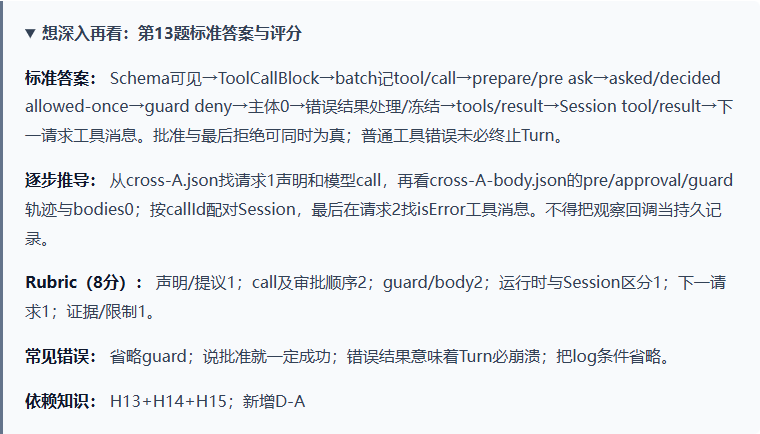 ▼ 想深入再看：第13题标准答案与评分
标准答案： Schema可见→ToolCallBlock→batch记tool/call→prepare/pre ask→asked/decided
allowed-once→guard deny→主体0→错误结果处理/冻结→tools/result→Session tool/result→下
一请求工具消息。批准与最后拒绝可同时为真；普通工具错误未必终止Turn。
逐步推导： 从cross-A.json找请求1声明和模型call，再看cross-A-body.json的pre/approval/guard
轨迹与bodies0；按callId配对Session，最后在请求2找isError工具消息。不得把观察回调当持久记
录。
Rubric（8分）： 声明/提议1；call及审批顺序2；guard/body2；运行时与Session区分1；下一请
求1；证据/限制1。
常见错误： 省略guard；说批准就一定成功；错误结果意味着Turn必崩溃；把log条件省略。
依赖知识： H13+H14+H15；新增D-A